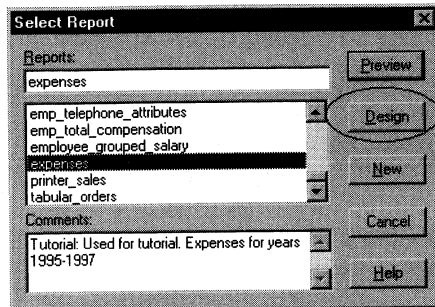 Select Report
Reports:
expenses
emp_telephone_attributes
emp_total_compensation
employee_grouped_salary
expenses
printer_sales
tabular_orders
Comments:
Tutorial: Used for tutorial. Expenses for years
1995-1997
Preview
Design
New
Cancel
Help